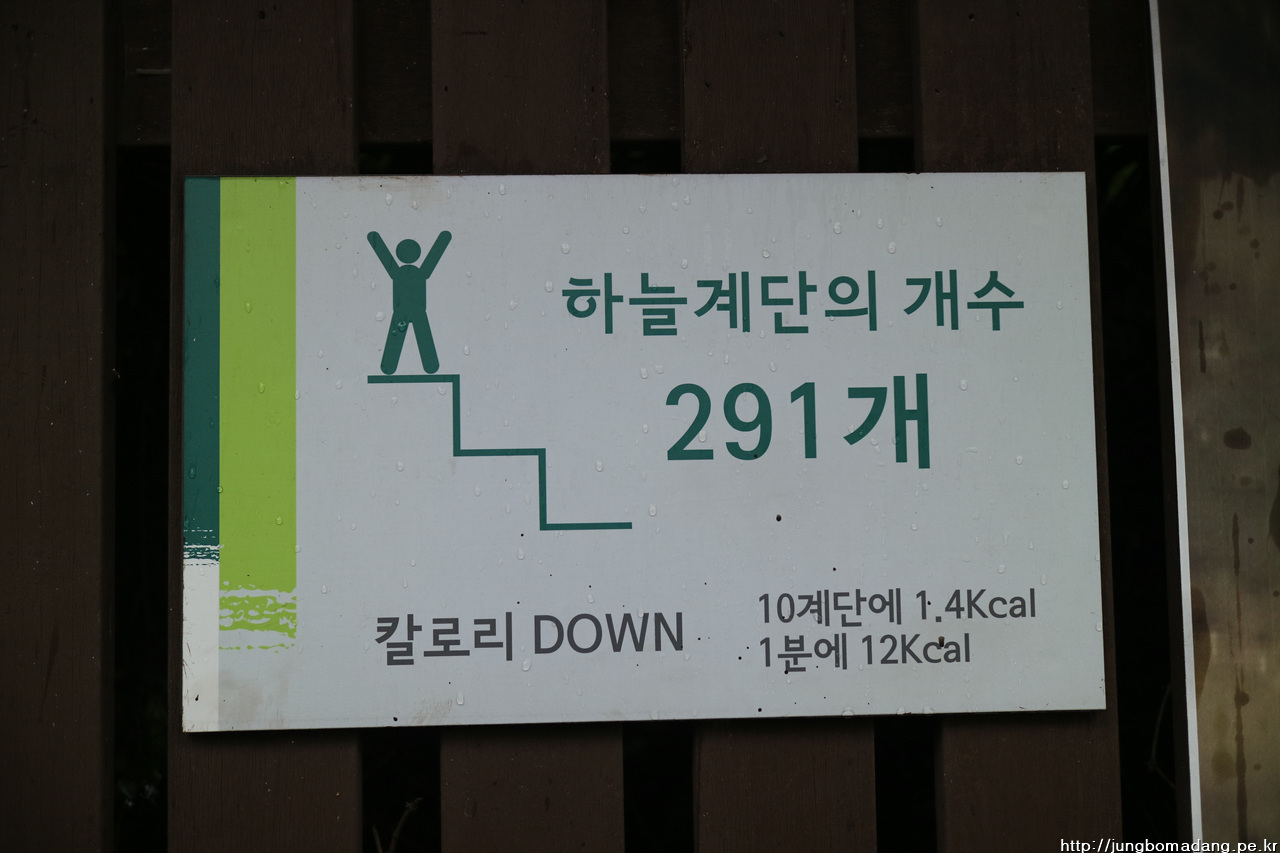 하늘계단의 개수
291개
칼로리 DOWN
10계단에 1.4Kcal
1분에 12Kcal
http://jungbomadang.pe.kr